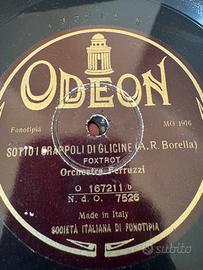 ODEON
Fonotipia MO 1976
SOTTO I GRAPPOLI DI GLICINE (A.R. Borella)
FOXTROT
Orchestra Ferruzzi
O 167211/b
N. d. O. 7526
Made in Italy
SOCIETÀ ITALIANA DI FONOTIPIA
subito